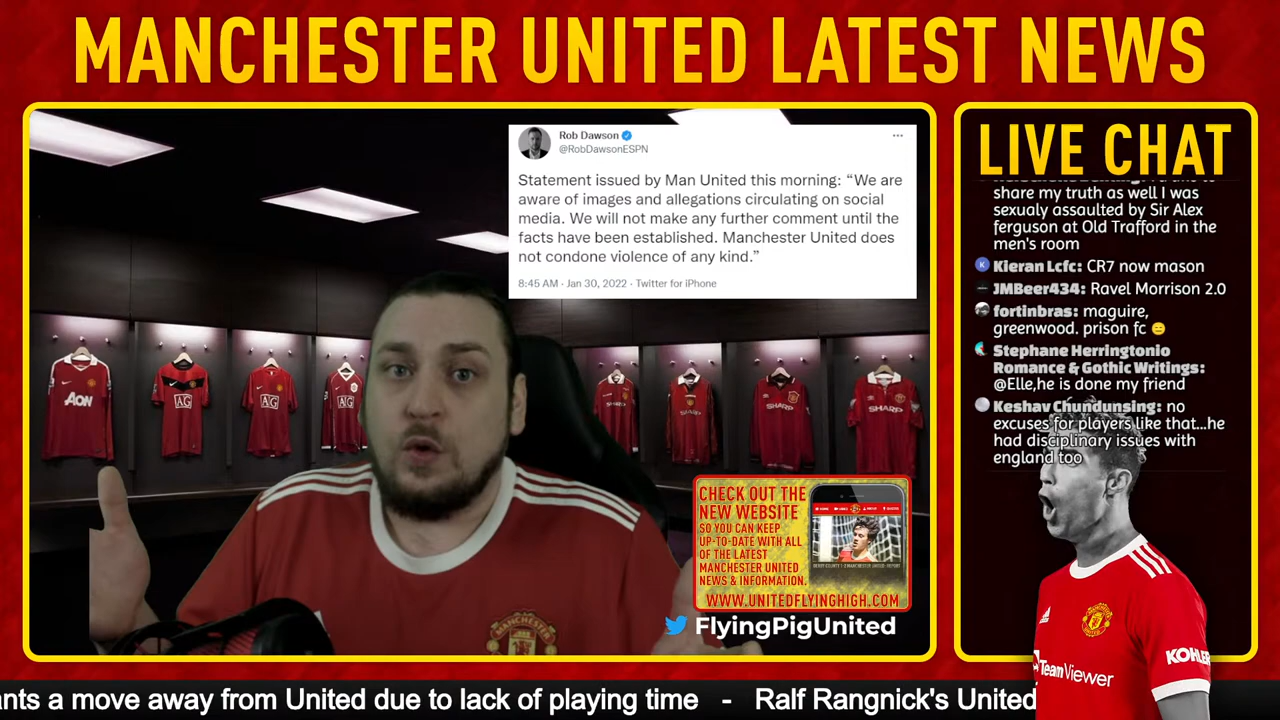 MANCHESTER UNITED LATEST NEWS
Rob Dawson
@RobDawsonESPN
Statement issued by Man United this morning: “We are
aware of images and allegations circulating on social
media. We will not make any further comment until the
facts have been established. Manchester United does
not condone violence of any kind.”
8:45 AM · Jan 30, 2022 · Twitter for iPhone
AON
AG
AG
AG
SHARP
SHARP
CHECK OUT THE
NEW WEBSITE
SO YOU CAN KEEP
UP-TO-DATE WITH ALL
OF THE LATEST
MANCHESTER UNITED
NEWS & INFORMATION.
WWW.UNITEDFLYINGHIGH.COM
FlyingPigUnited
MANCHESTER
LIVE CHAT
share my truth as well I was
sexualy assaulted by Sir Alex
ferguson at Old Trafford in the
men's room
K
Kieran Lcfc: CR7 now mason
JMBeer434: Ravel Morrison 2.0
fortinbras: maguire,
greenwood. prison fc 😑
Stephane Herringtonio
Romance & Gothic Writings:
@Elle,he is done my friend
Keshav Chundunsing: no
excuses for players like that...he
had disciplinary issues with
england too
TeamViewer
KOHLER
ants a move away from United due to lack of playing time - Ralf Rangnick's United